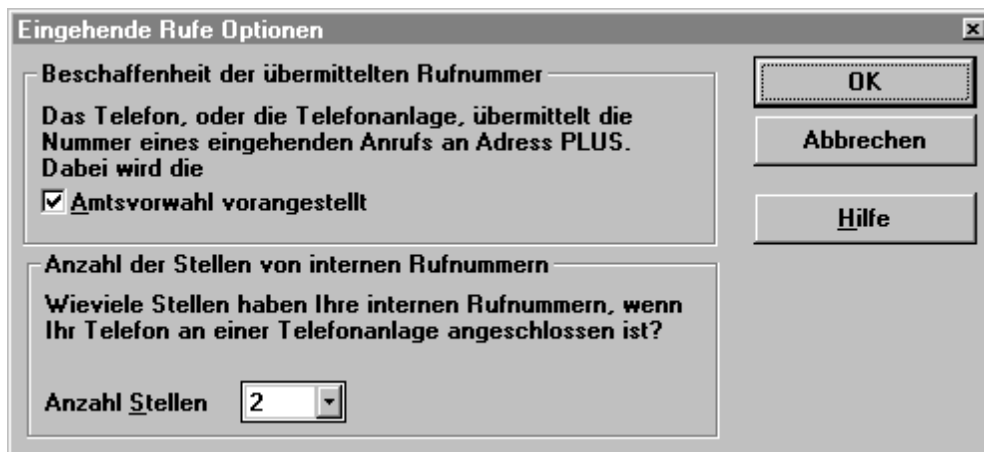 Eingehende Rufe Optionen
Beschaffenheit der übermittelten Rufnummer
Das Telefon, oder die Telefonanlage, übermittelt die
Nummer eines eingehenden Anrufs an Adress PLUS.
Dabei wird die
Amtsvorwahl vorangestellt
Anzahl der Stellen von internen Rufnummern
Wieviele Stellen haben Ihre internen Rufnummern, wenn
Ihr Telefon an einer Telefonanlage angeschlossen ist?
Anzahl Stellen 2
OK
Abbrechen
Hilfe